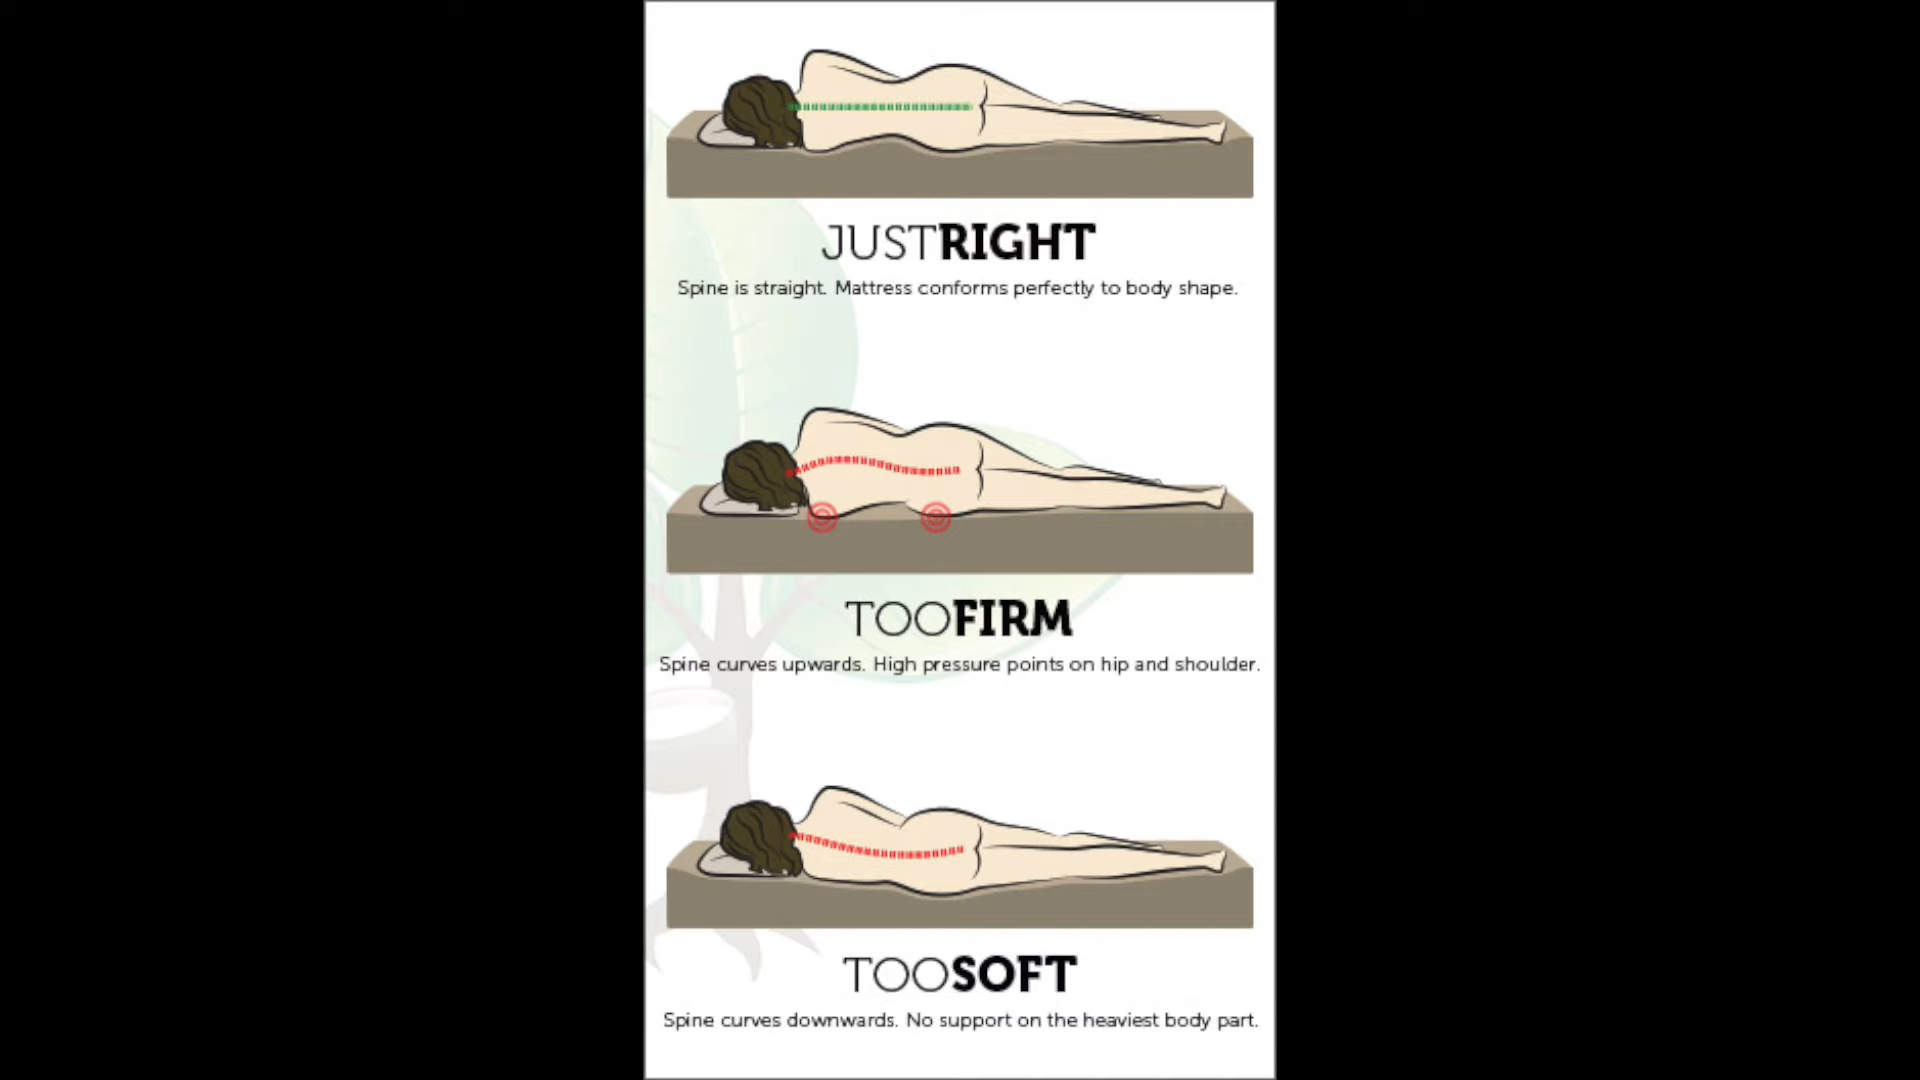 JUSTRIGHT
Spine is straight. Mattress conforms perfectly to body shape.
TOOFIRM
Spine curves upwards. High pressure points on hip and shoulder.
TOOSOFT
Spine curves downwards. No support on the heaviest body part.